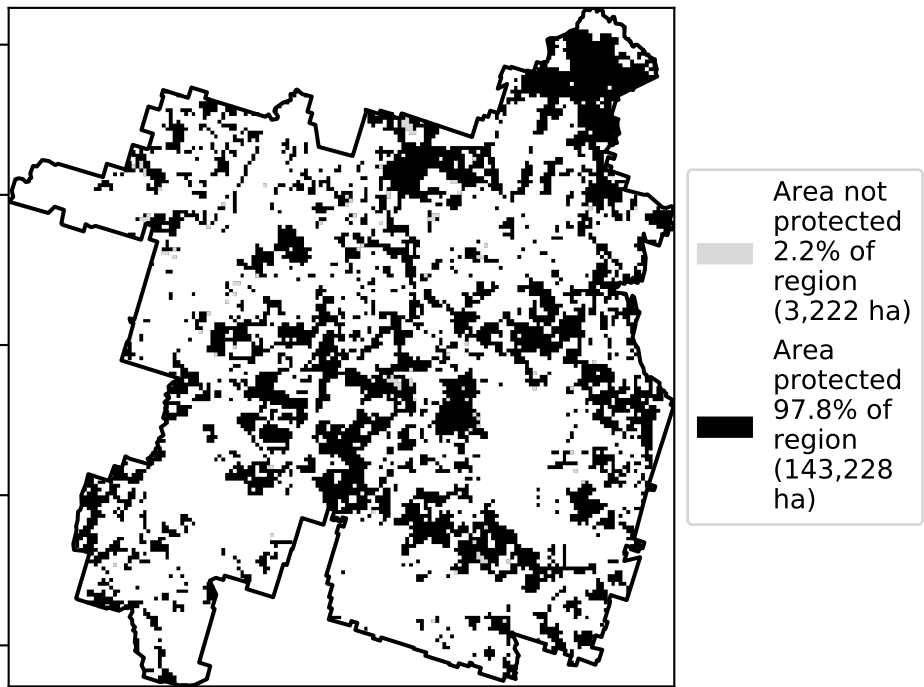 Area not
protected
2.2% of
region
(3,222 ha)
Area
protected
97.8% of
region
(143,228
ha)